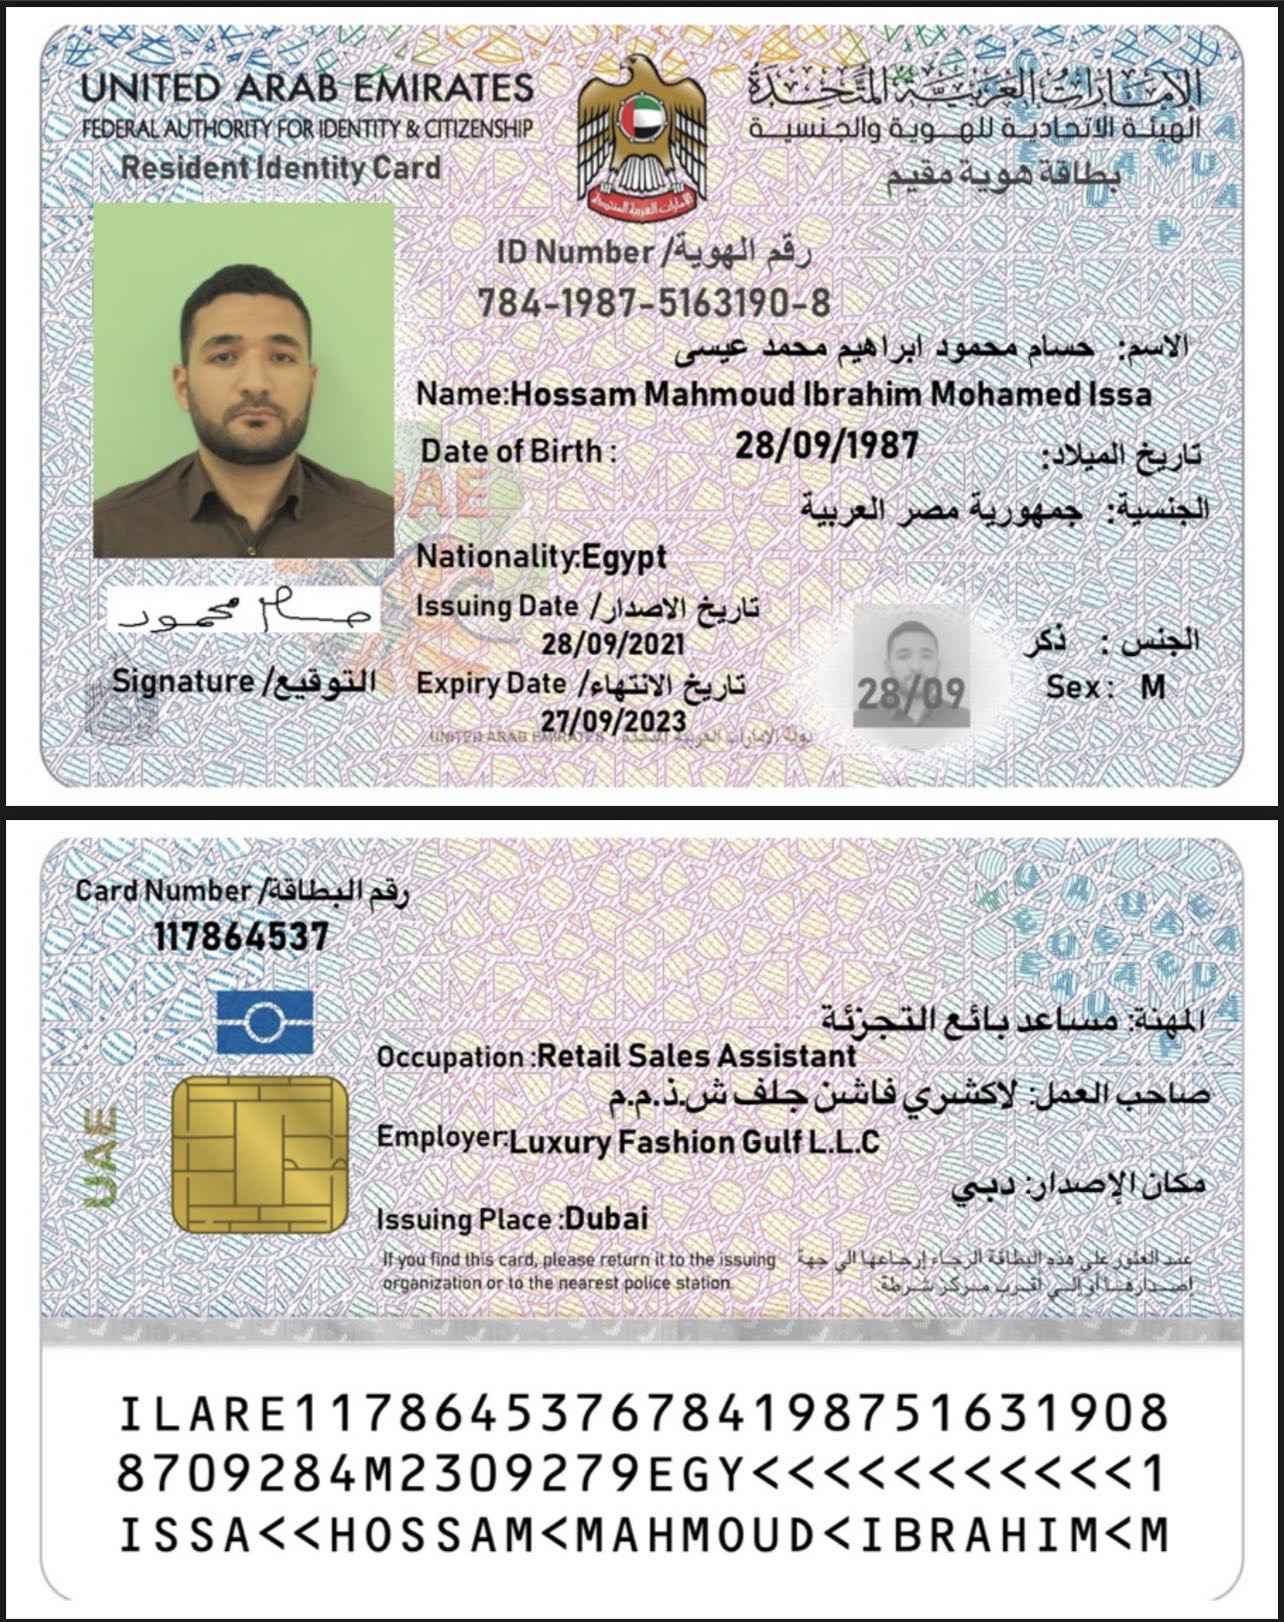 UNITED ARAB EMIRATES
الإمارات العربية المتحدة
FEDERAL AUTHORITY FOR IDENTITY & CITIZENSHIP
الهيئة الاتحادية للهوية والجنسية
Resident Identity Card
بطاقة هوية مقيم
الإمارات العربية المتحدة
ID Number / رقم الهوية
784-1987-5163190-8
الاسم: حسام محمود ابراهيم محمد عيسى
Name:Hossam Mahmoud Ibrahim Mohamed Issa
Date of Birth : 28/09/1987 تاريخ الميلاد:
الجنسية: جمهورية مصر العربية
UAE
Nationality:Egypt
Issuing Date / تاريخ الاصدار
28/09/2021
الجنس : ذكر
حسام محمود
Signature / التوقيع
Expiry Date / تاريخ الانتهاء
28/09
Sex: M
27/09/2023
UNITED ARAB EMIRATES دولة الإمارات العربية المتحدة
Card Number / رقم البطاقة
117864537
المهنة: مساعد بائع التجزئة
Occupation :Retail Sales Assistant
صاحب العمل: لاكشري فاشن جلف ش.ذ.م.م
UAE
Employer:Luxury Fashion Gulf L.L.C
مكان الإصدار: دبي
Issuing Place :Dubai
If you find this card, please return it to the issuing
organization or to the nearest police station
عند العثور على هذه البطاقة الرجاء إرجاعها الى جهة
إصدارها أو الى أقرب مركز شرطة.
ILARE1178645376784198751631908
8709284M2309279EGY<<<<<<<<<<<1
ISSA<<HOSSAM<MAHMOUD<IBRAHIM<M